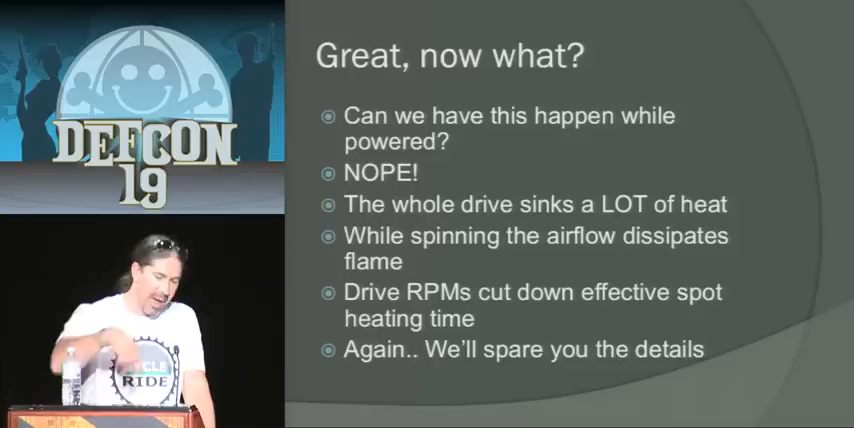 DEFCON
19
CYCLE
RIDE
Great, now what?
Can we have this happen while
powered?
NOPE!
The whole drive sinks a LOT of heat
While spinning the airflow dissipates
flame
Drive RPMs cut down effective spot
heating time
Again.. We'll spare you the details